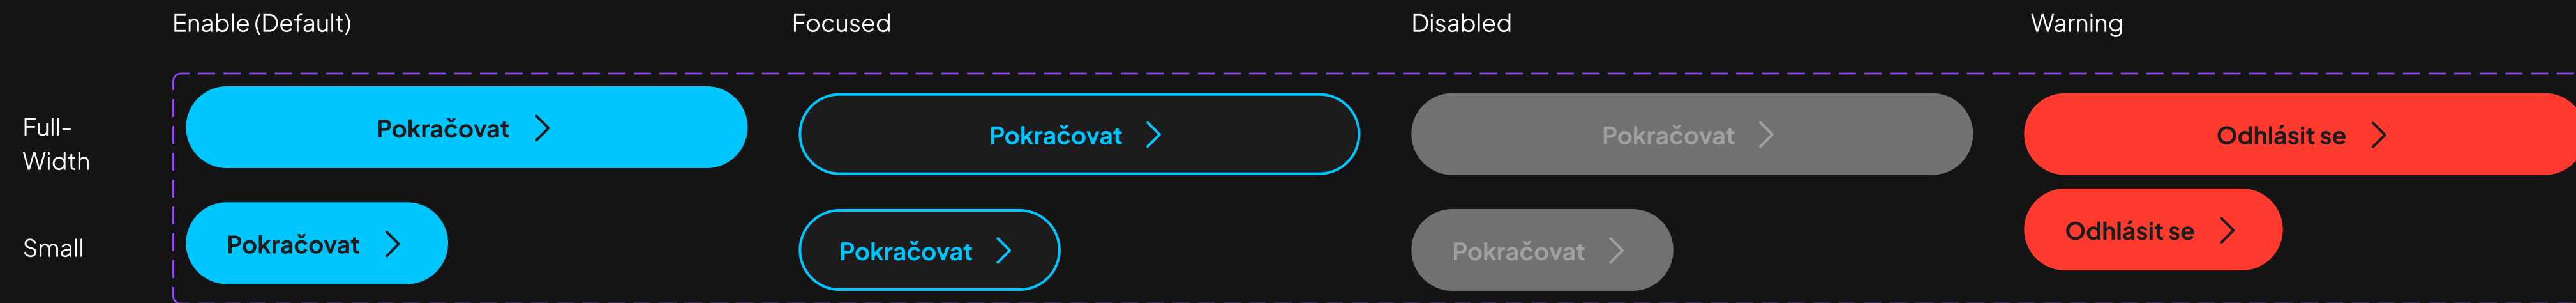 Enable (Default)
Focused
Disabled
Warning
Full-
Width
Pokračovat
Pokračovat
Pokračovat
Odhlásit se
Small
Pokračovat
Pokračovat
Pokračovat
Odhlásit se